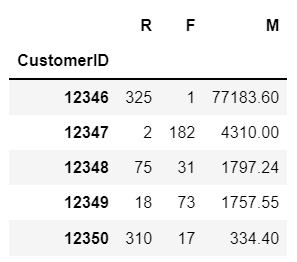 R F M
CustomerID
12346 325 1 77183.60
12347 2 182 4310.00
12348 75 31 1797.24
12349 18 73 1757.55
12350 310 17 334.40